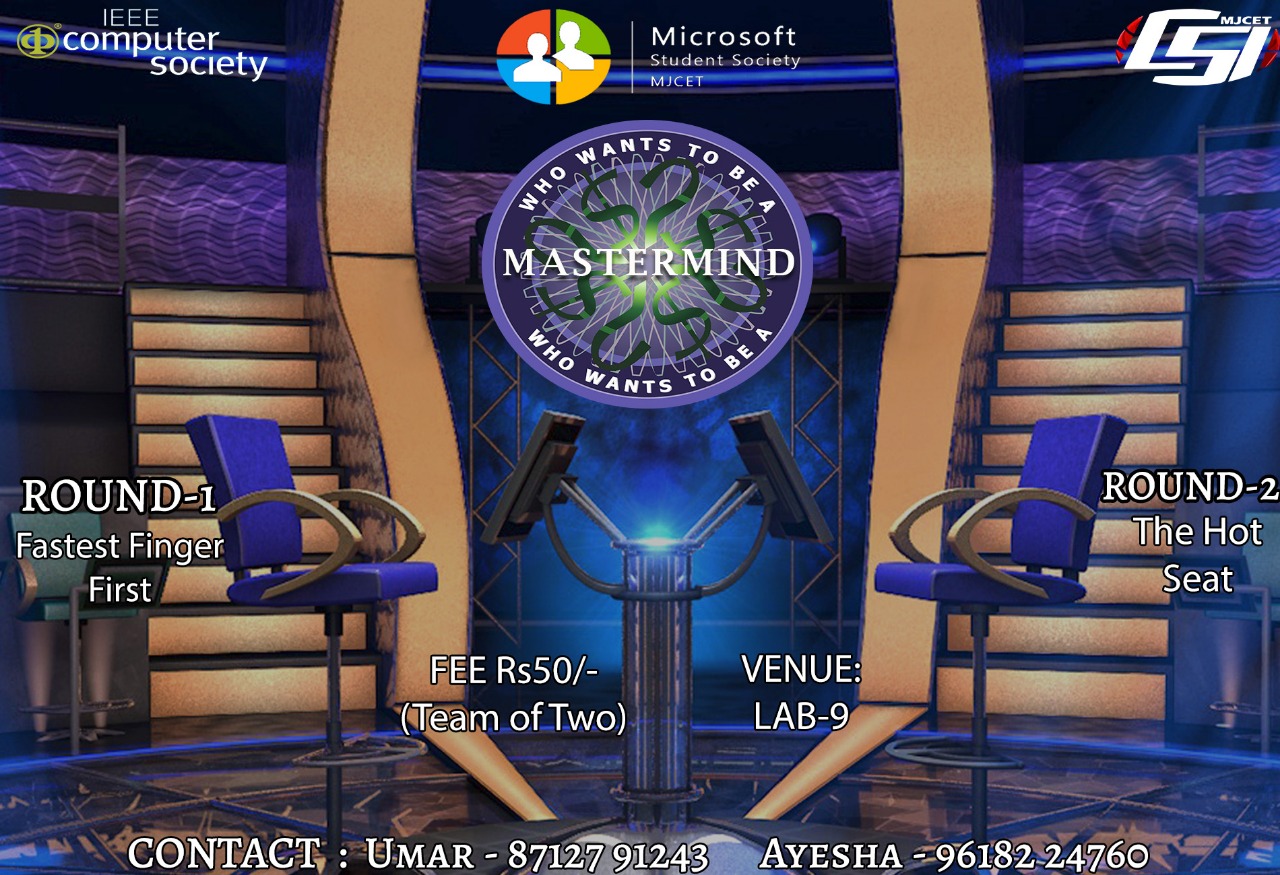 IEEE
computer
society
Microsoft
Student Society
MJCET
MJCET
CSI
WHO WANTS TO BE A
MASTERMIND
WHO WANTS TO BE A
ROUND-1
Fastest Finger
First
ROUND-2
The Hot
Seat
FEE Rs50/-
(Team of Two)
VENUE:
LAB-9
CONTACT : UMAR - 87127 91243 AYESHA - 96182 24760